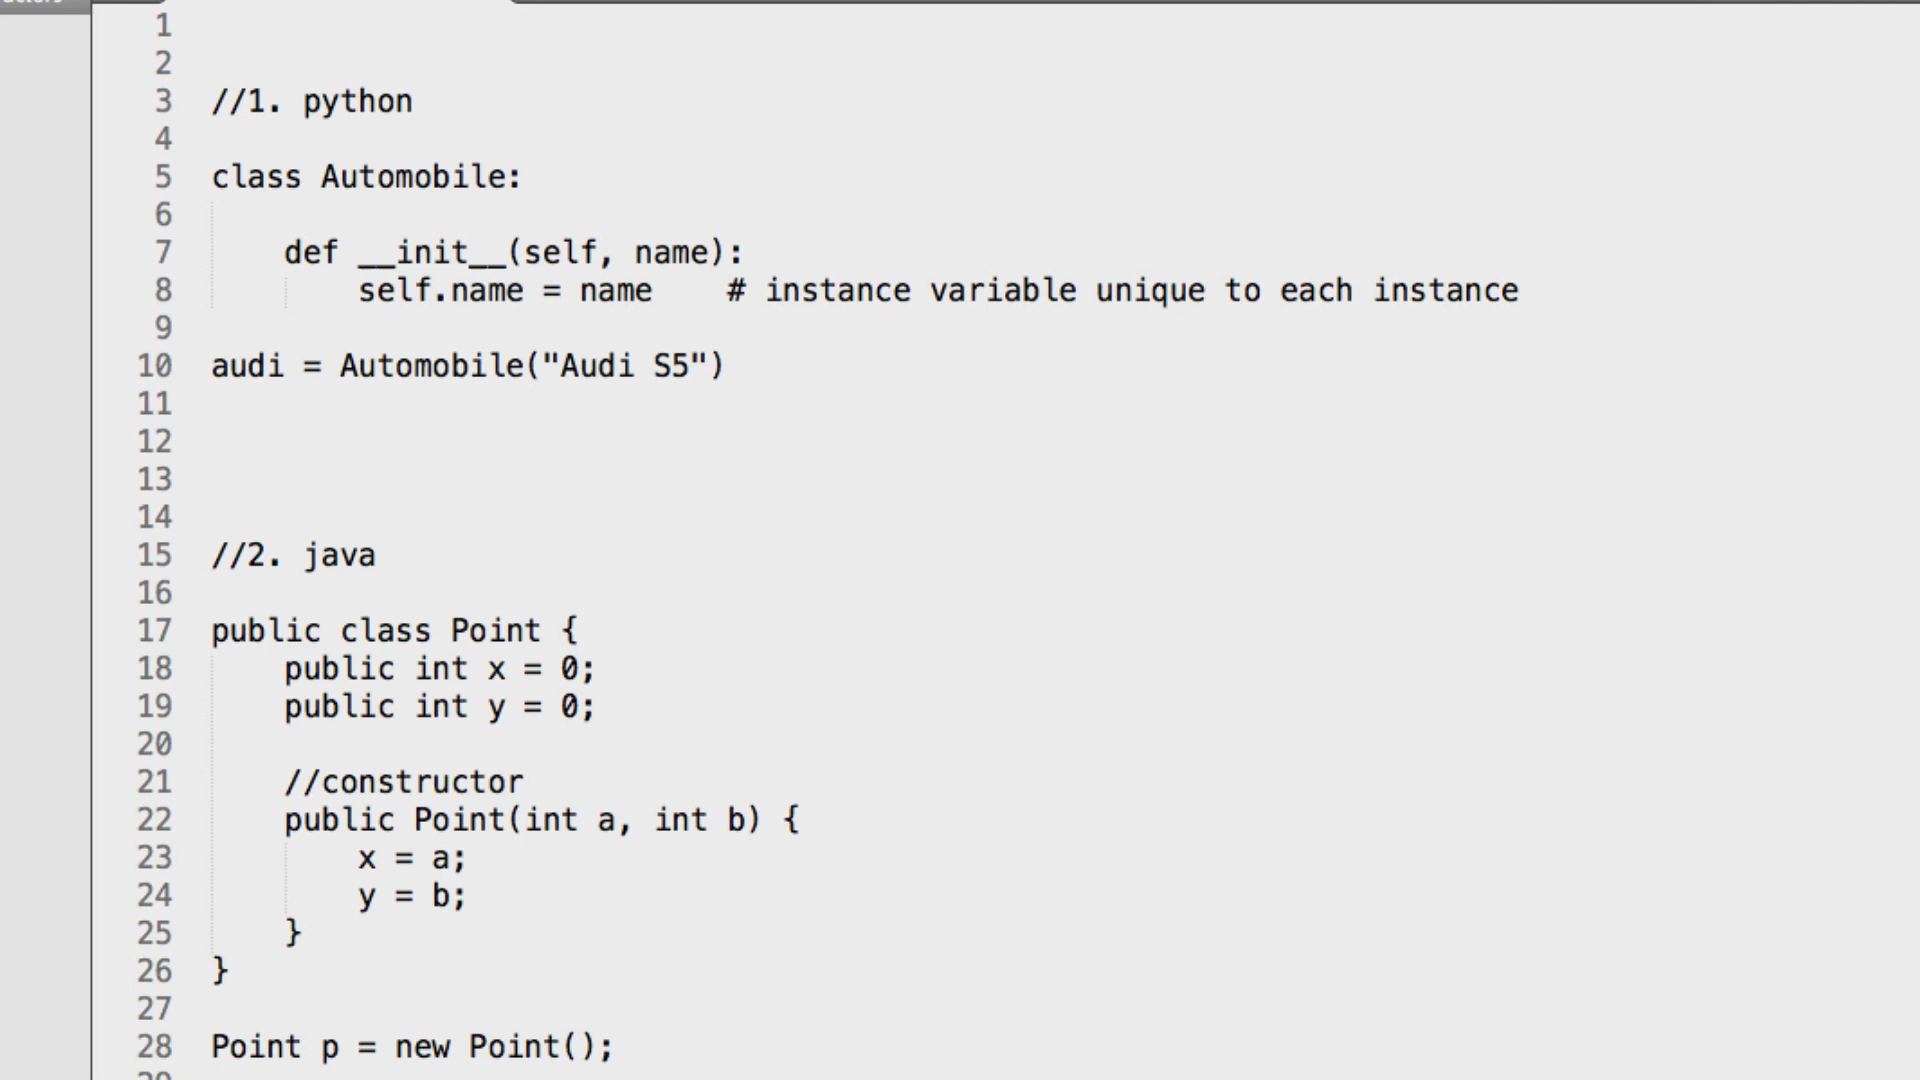 1
2
3 //1. python
4
5 class Automobile:
6
7 def __init__(self, name):
8 self.name = name # instance variable unique to each instance
9
10 audi = Automobile("Audi S5")
11
12
13
14
15 //2. java
16
17 public class Point {
18 public int x = 0;
19 public int y = 0;
20
21 //constructor
22 public Point(int a, int b) {
23 x = a;
24 y = b;
25 }
26 }
27
28 Point p = new Point();